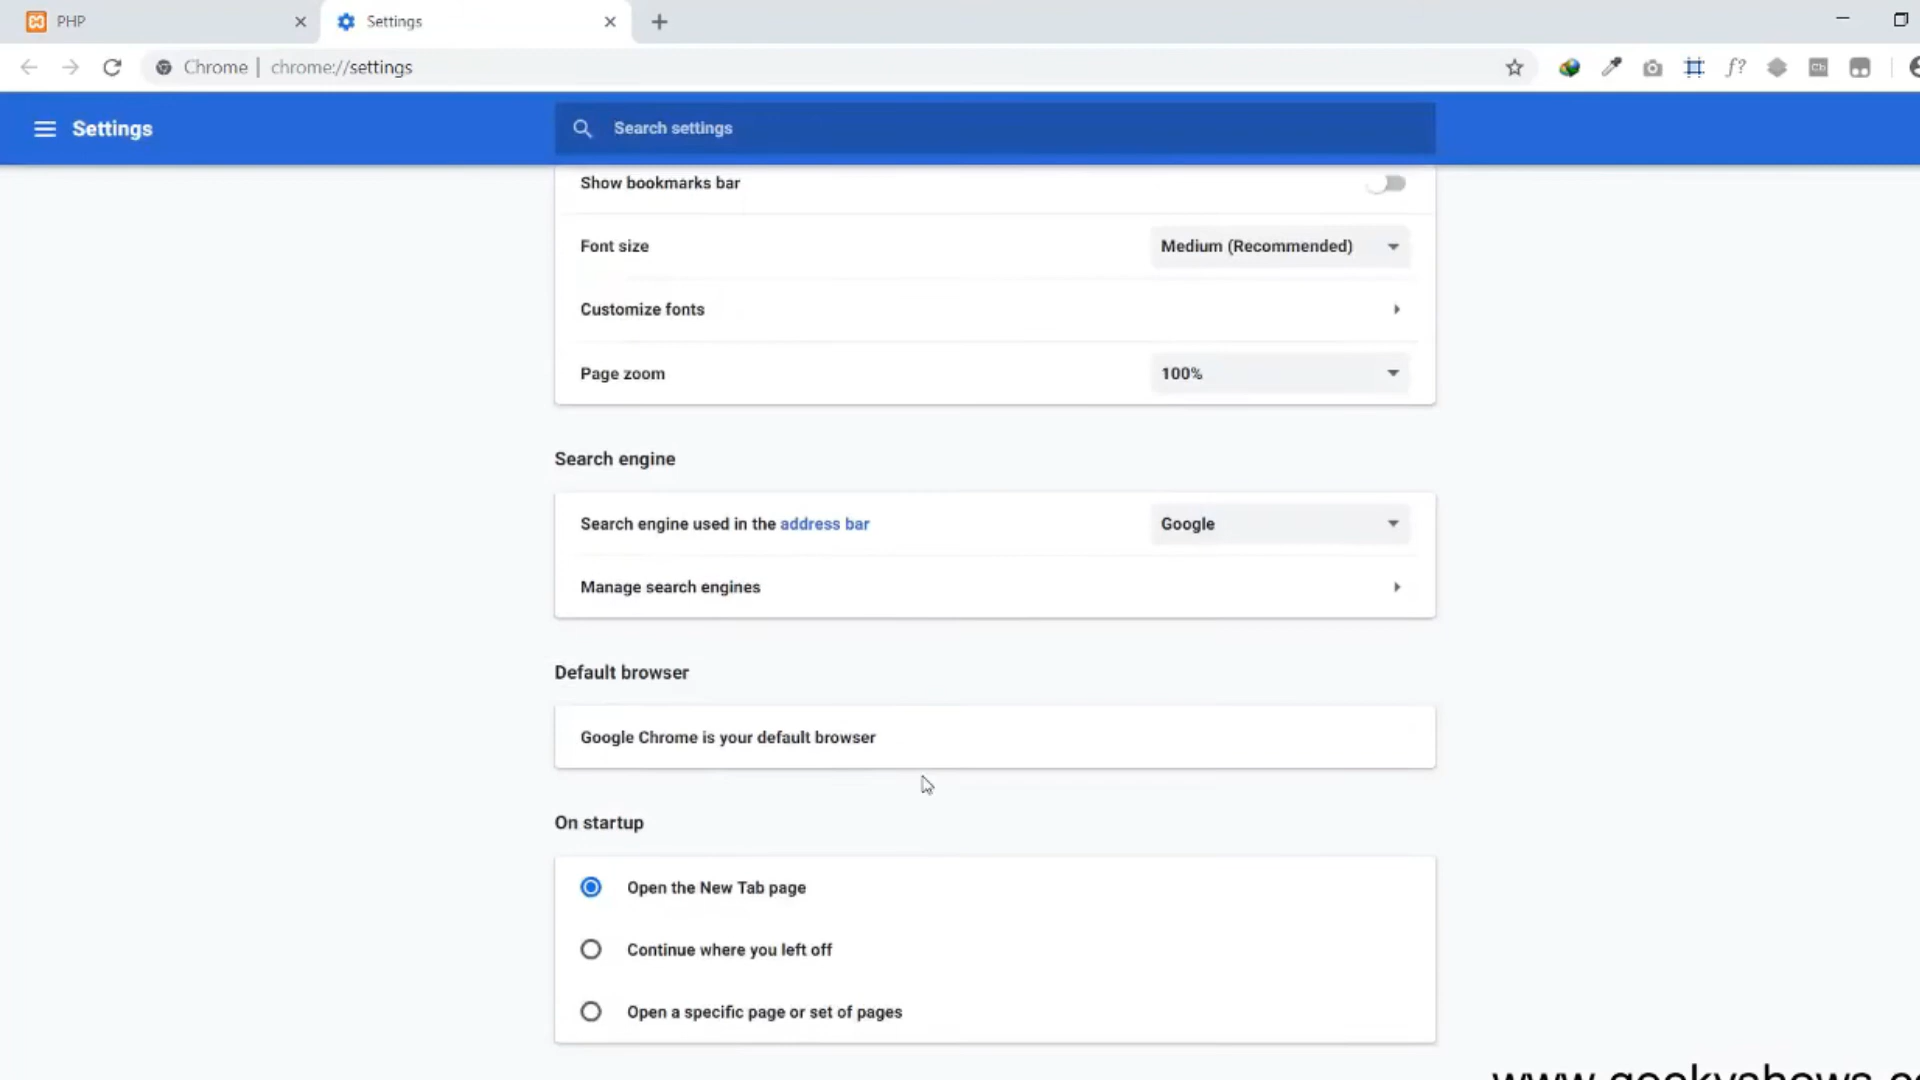 PHP
Settings
Chrome | chrome://settings
f?
Settings
Search settings
Show bookmarks bar
Font size
Medium (Recommended)
Customize fonts
Page zoom
100%
Search engine
Search engine used in the address bar
Google
Manage search engines
Default browser
Google Chrome is your default browser
On startup
Open the New Tab page
Continue where you left off
Open a specific page or set of pages